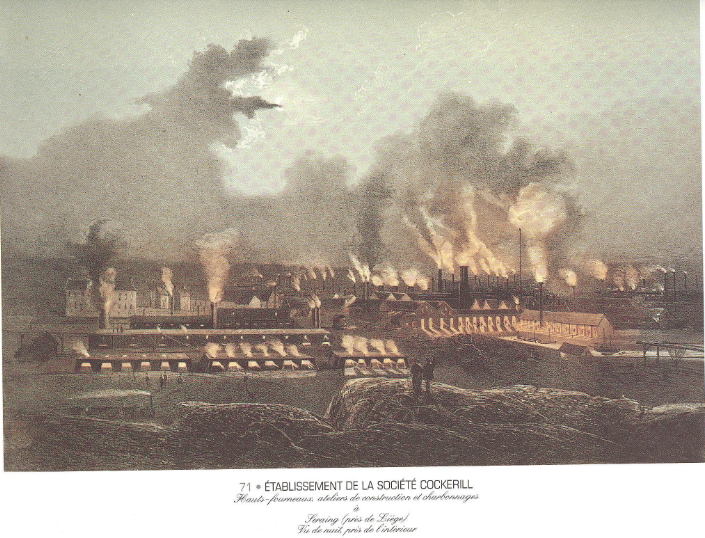 71 • ÉTABLISSEMENT DE LA SOCIÉTÉ COCKERILL
Hauts-fourneaux, ateliers de construction et charbonnages
à
Seraing (près de Liège)
Vu de nuit, pris de l'intérieur